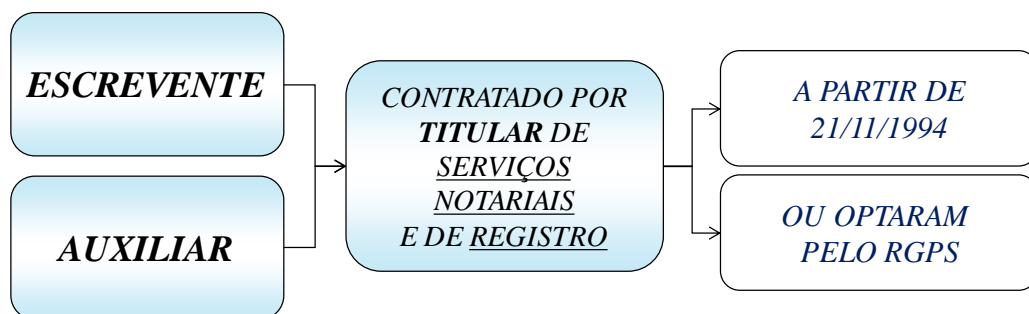 ESCREVENTE
AUXILIAR
CONTRATADO POR
TITULAR DE
SERVIÇOS
NOTARIAIS
E DE REGISTRO
A PARTIR DE
21/11/1994
OU OPTARAM
PELO RGPS